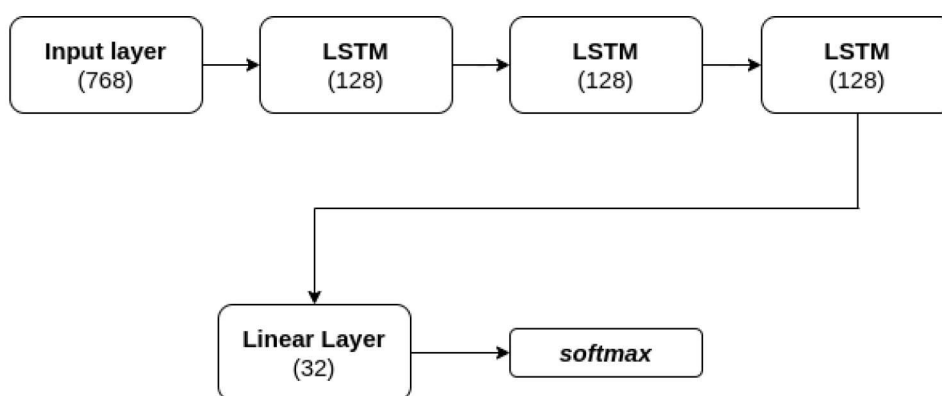 Input layer
(768)
LSTM
(128)
LSTM
(128)
LSTM
(128)
Linear Layer
(32)
softmax